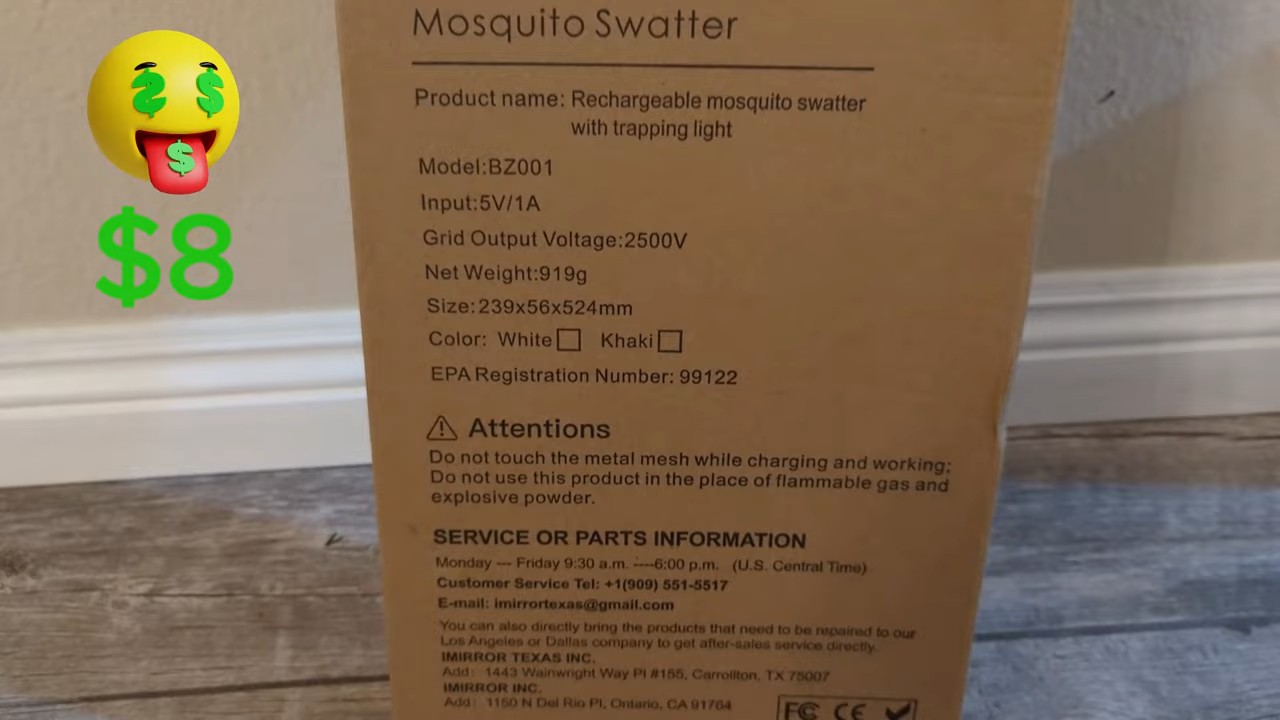 Mosquito Swatter
Product name: Rechargeable mosquito swatter
with trapping light
Model:BZ001
Input:5V/1A
Grid Output Voltage:2500V
Net Weight:919g
Size:239x56x524mm
Color: White Khaki
EPA Registration Number: 99122
Attentions
Do not touch the metal mesh while charging and working;
Do not use this product in the place of flammable gas and
explosive powder.
SERVICE OR PARTS INFORMATION
Monday --- Friday 9:30 a.m. ----6:00 p.m. (U.S. Central Time)
Customer Service Tel: +1(909) 551-5517
E-mail: imirrortexas@gmail.com
You can also directly bring the products that need to be repaired to our
Los Angeles or Dallas company to get after-sales service directly.
IMIRROR TEXAS INC.
Add: 1443 Wainwright Way Pl #155, Carrollton, TX 75007
IMIRROR INC.
Add: 1150 N Del Rio Pl, Ontario, CA 91764
FC CE
$8